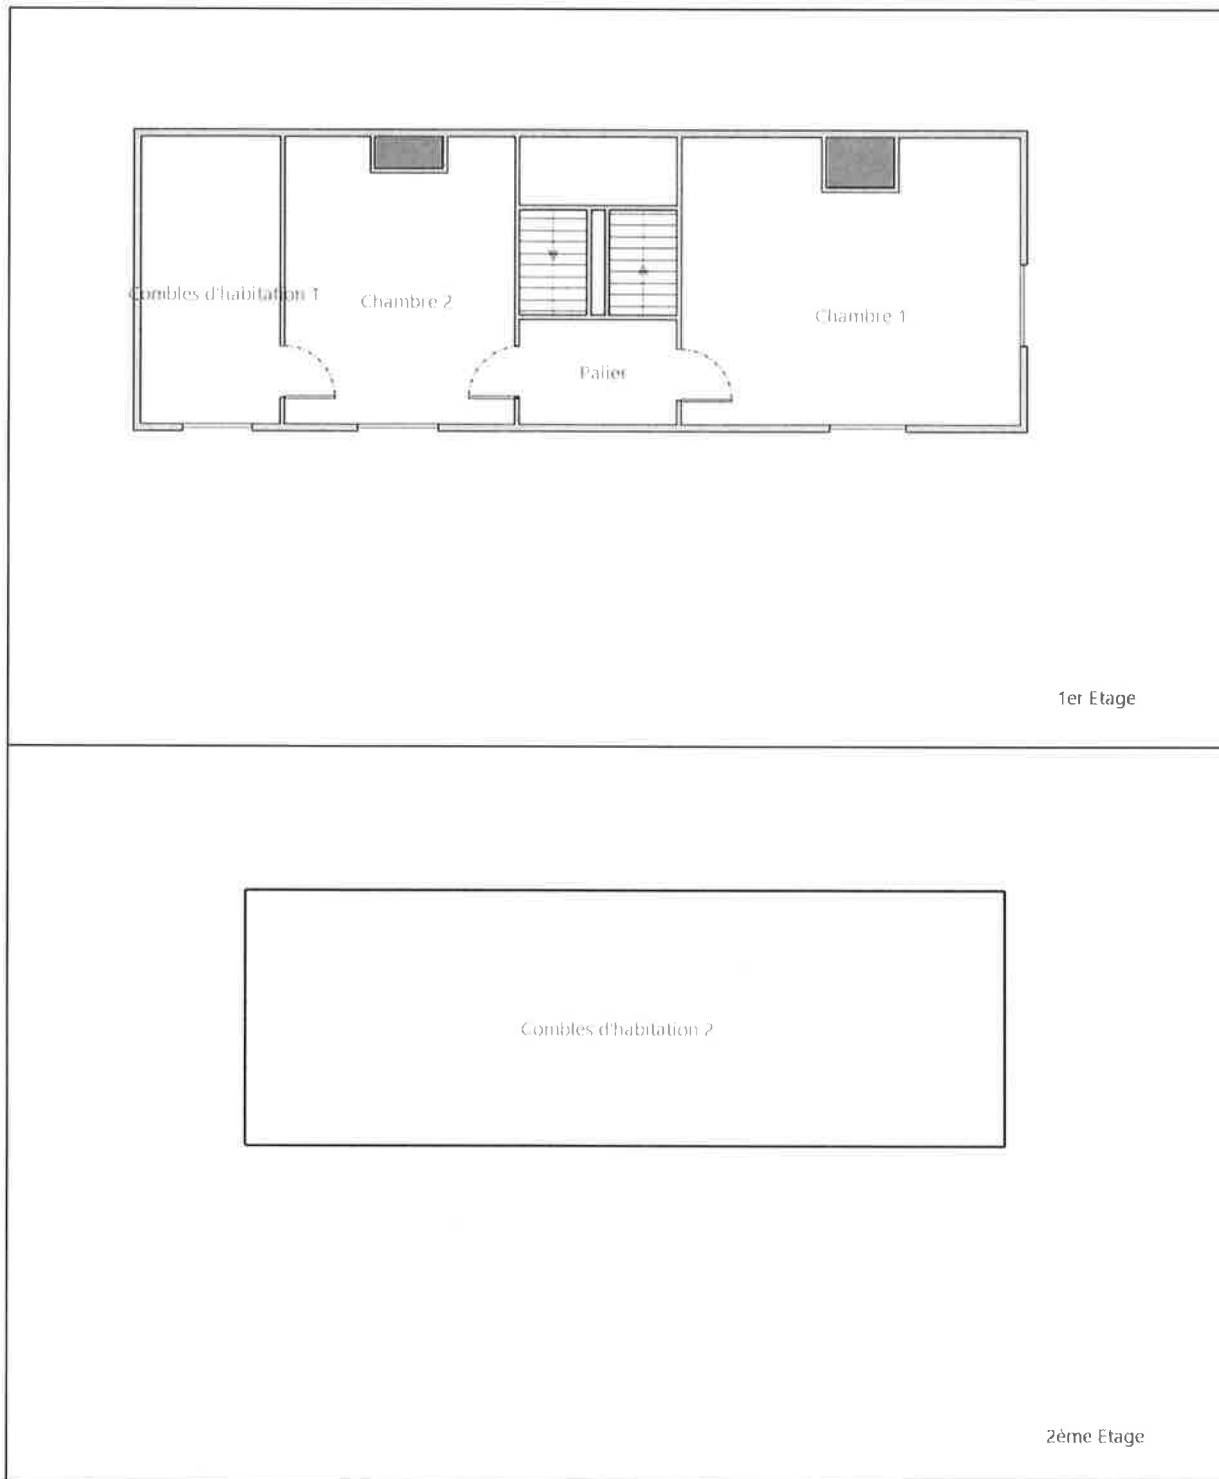 Combles d'habitation 1
Chambre 2
Chambre 1
Palier
1er Etage
Combles d'habitation 2
2ème Etage